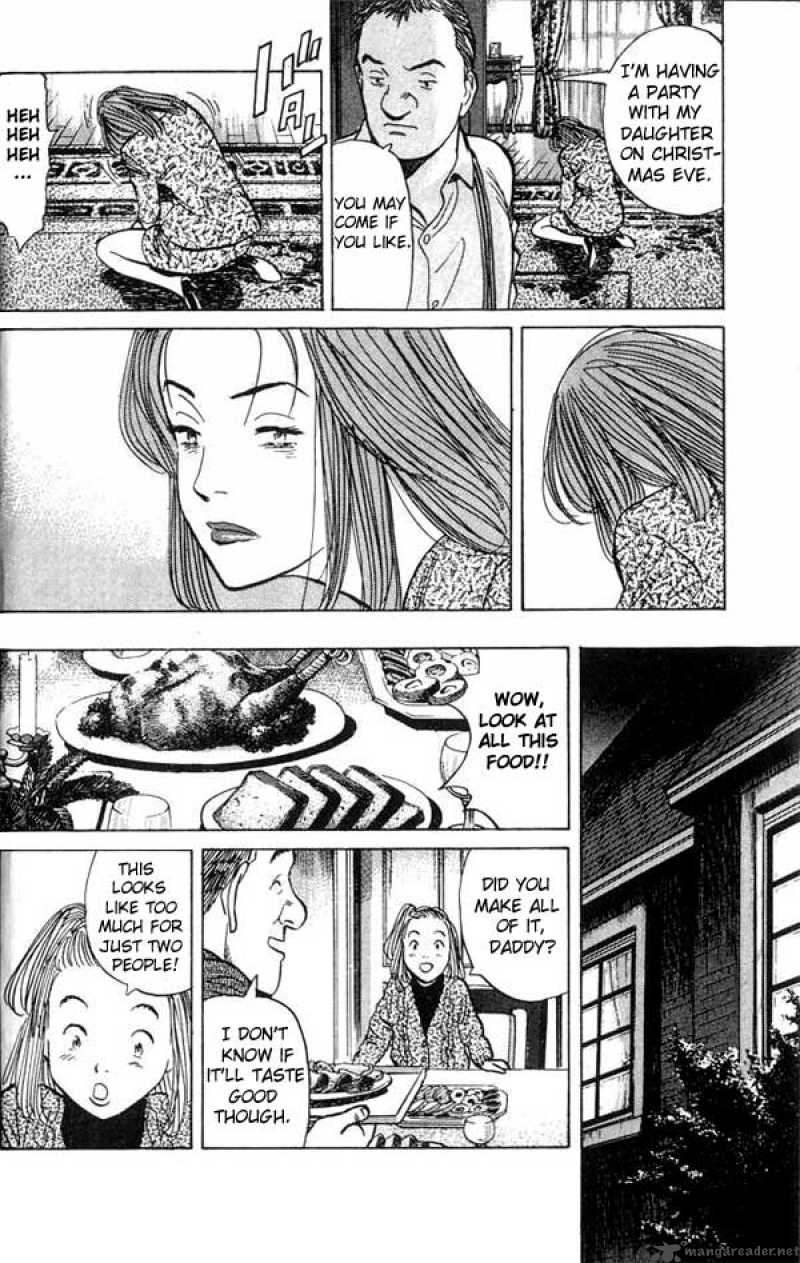 I'M HAVING
A PARTY
WITH MY
DAUGHTER
ON CHRIST-
MAS EVE.
YOU MAY
COME IF
YOU LIKE.
HEH
HEH
HEH
...
WOW,
LOOK AT
ALL THIS
FOOD!!
DID YOU
MAKE ALL
OF IT,
DADDY?
I DON'T
KNOW IF
IT'LL TASTE
GOOD
THOUGH.
THIS
LOOKS
LIKE TOO
MUCH FOR
JUST TWO
PEOPLE!
mangareader.net